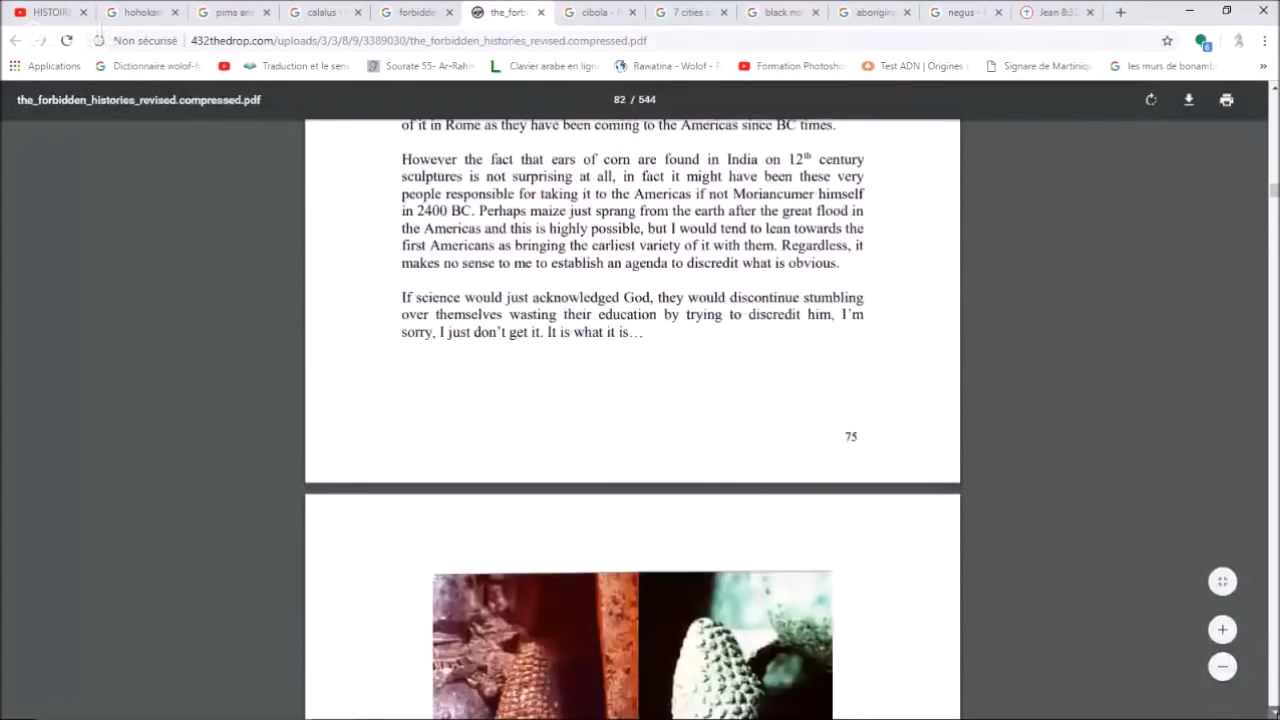 HISTOIRE
hohokam
pima an
calalus
forbidde
the_forb
cibola - R
7 cities o
black no
aborigin
negus -
Jean 8:32
Non sécurisé
432thedrop.com/uploads/3/3/8/9/3389030/the_forbidden_histories_revised.compressed.pdf
Applications
Dictionnaire wolof-fr
Traduction et le sens
Sourate 55- Ar-Rahm
Clavier arabe en lign
Rawatina - Wolof - F
Formation Photosho
Test ADN | Origines
Signare de Martiniqu
les murs de bonamb
»
the_forbidden_histories_revised.compressed.pdf
82 / 544
of it in Rome as they have been coming to the Americas since BC times.
However the fact that ears of corn are found in India on 12th century
sculptures is not surprising at all, in fact it might have been these very
people responsible for taking it to the Americas if not Moriancumer himself
in 2400 BC. Perhaps maize just sprang from the earth after the great flood in
the Americas and this is highly possible, but I would tend to lean towards the
first Americans as bringing the earliest variety of it with them. Regardless, it
makes no sense to me to establish an agenda to discredit what is obvious.
If science would just acknowledged God, they would discontinue stumbling
over themselves wasting their education by trying to discredit him, I'm
sorry, I just don't get it. It is what it is…
75